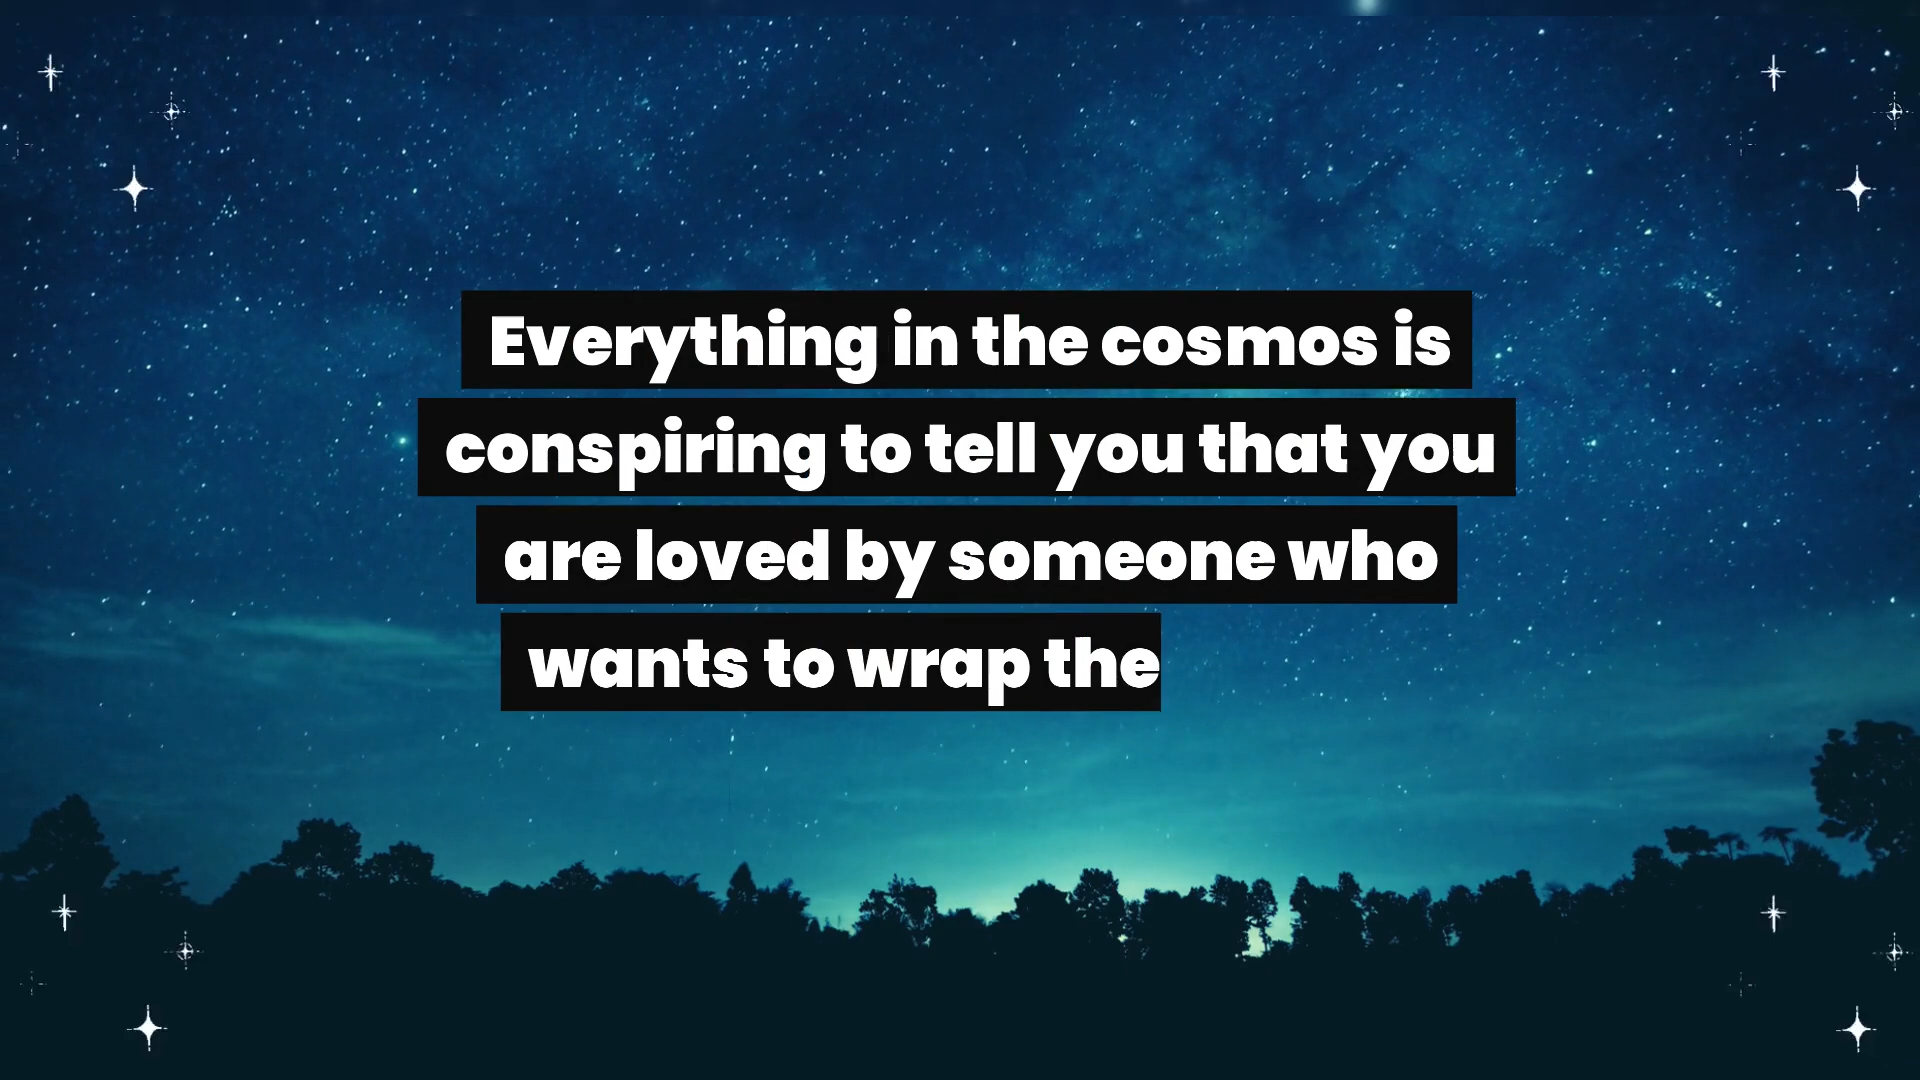 Everything in the cosmos is
conspiring to tell you that you
are loved by someone who
wants to wrap the